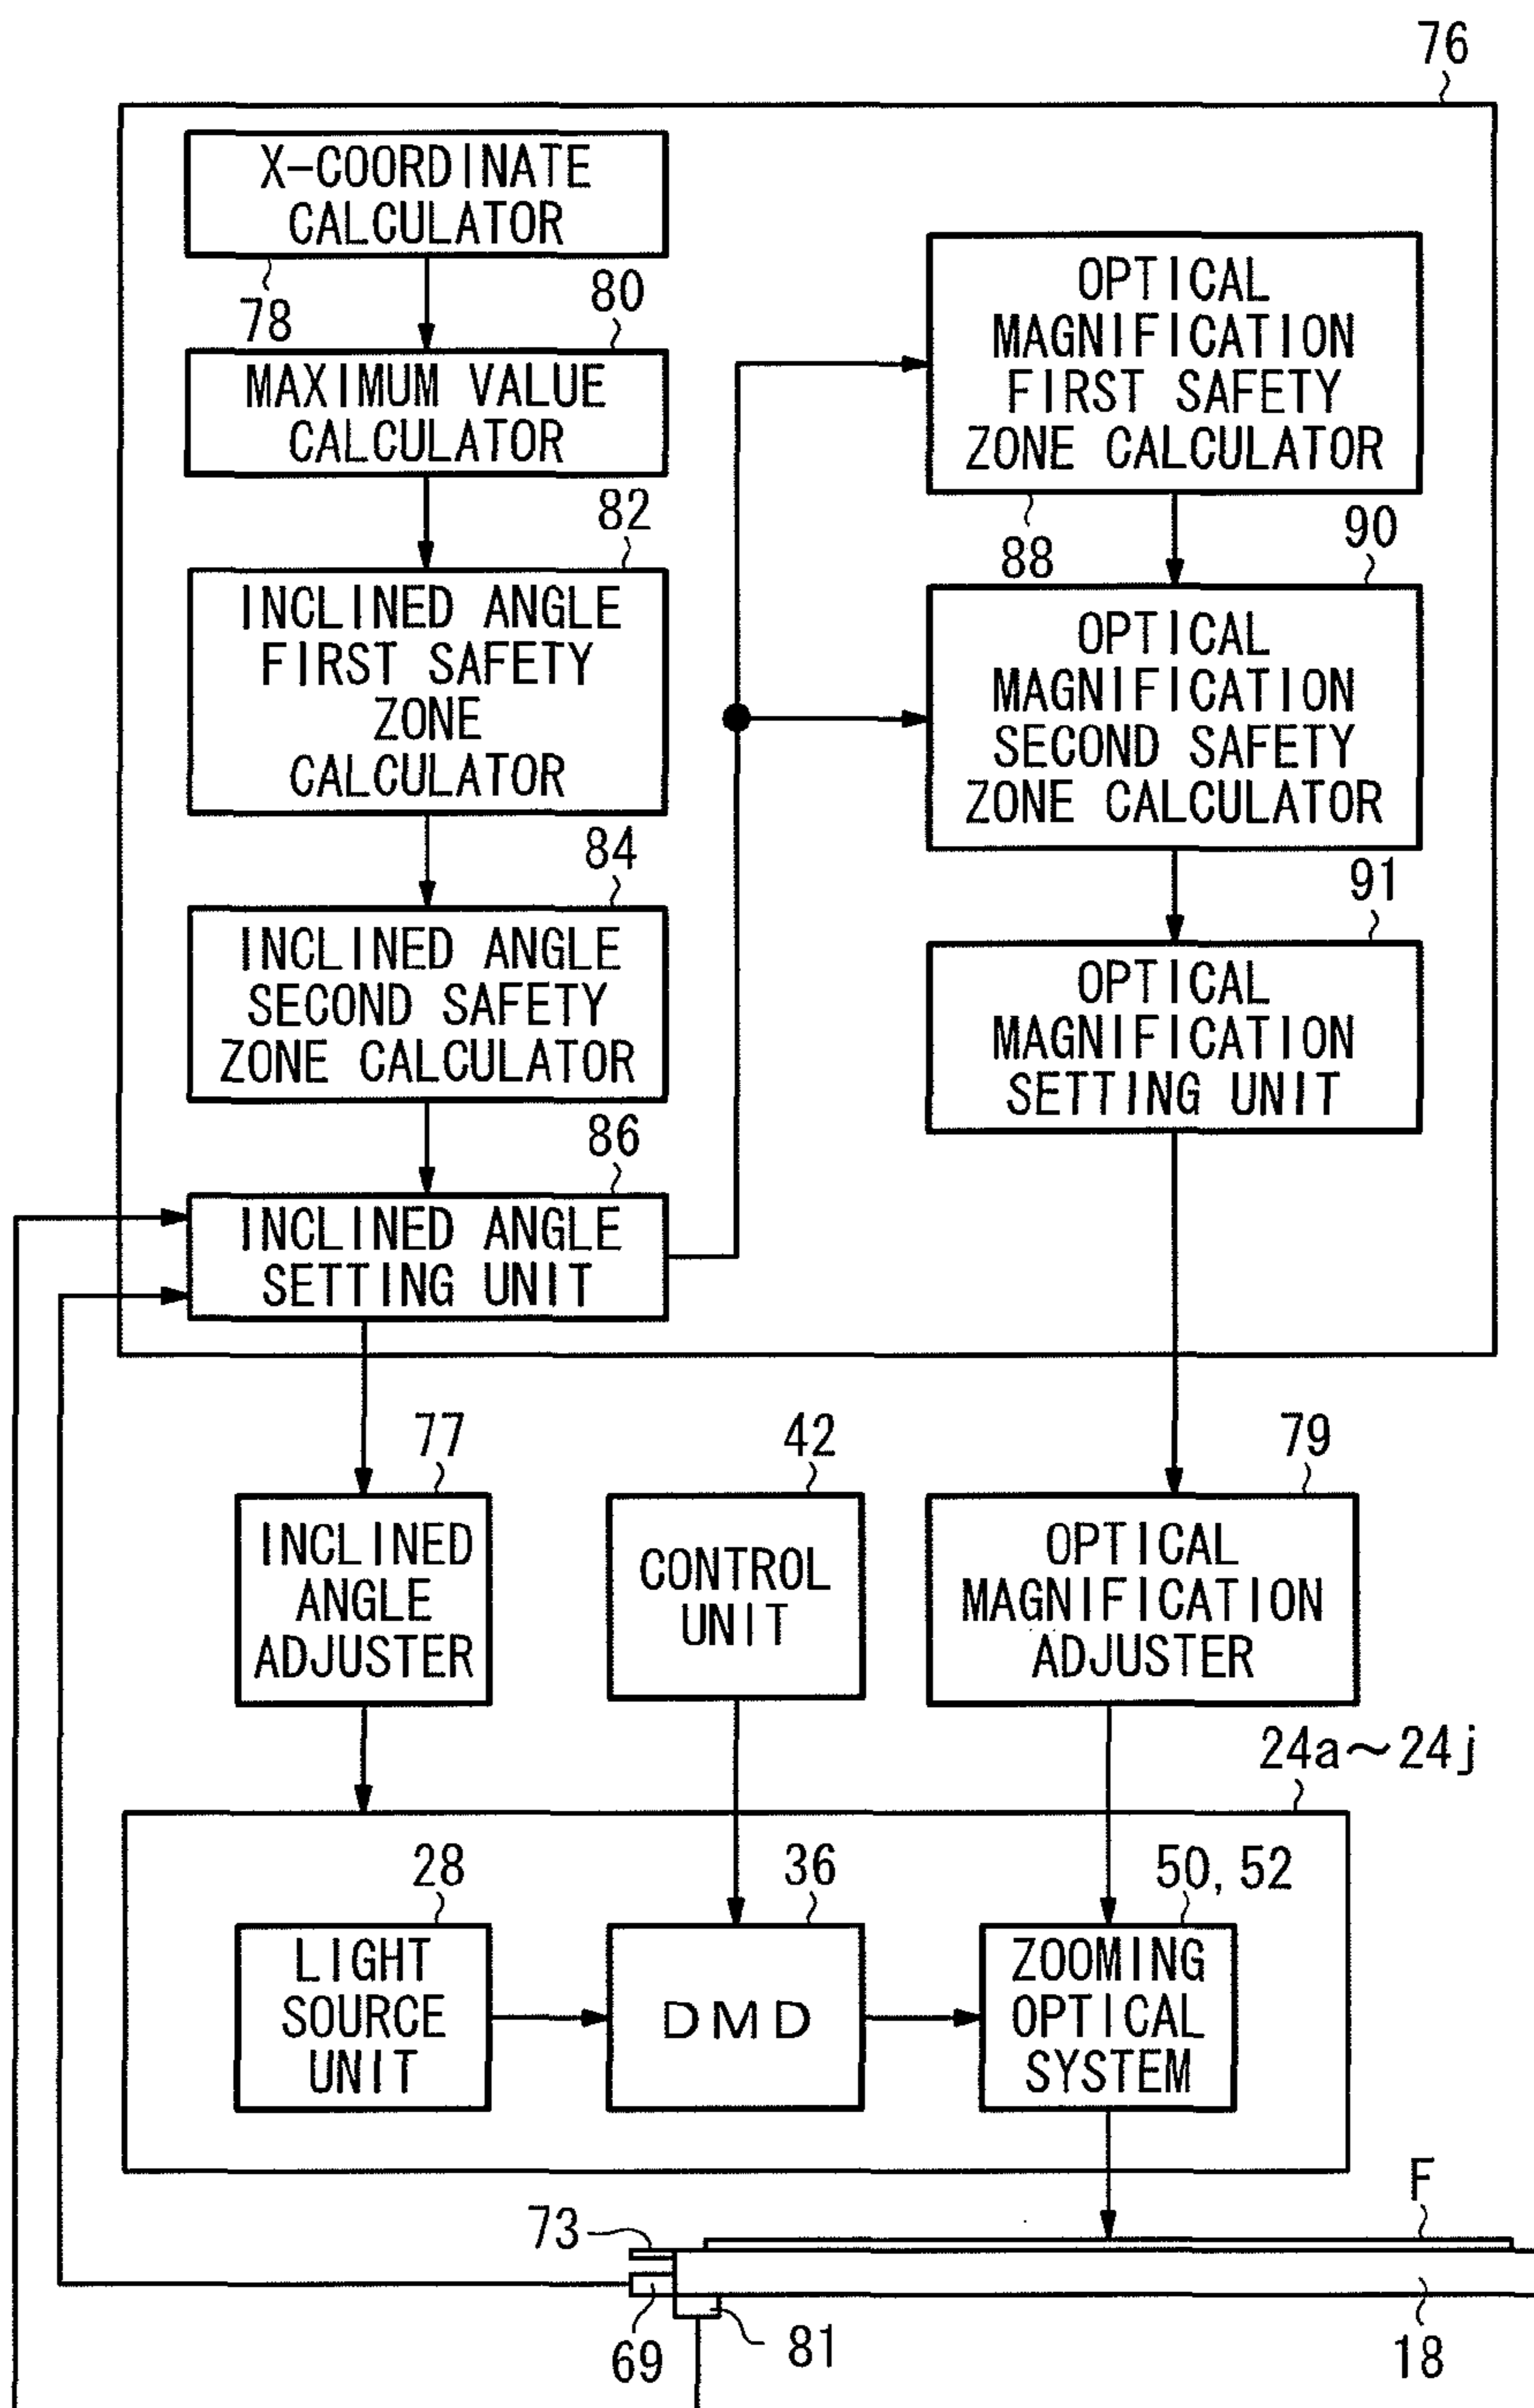 76
X-COORDINATE
CALCULATOR
78
80
MAXIMUM VALUE
CALCULATOR
82
INCLINED ANGLE
FIRST SAFETY
ZONE
CALCULATOR
84
INCLINED ANGLE
SECOND SAFETY
ZONE CALCULATOR
86
INCLINED ANGLE
SETTING UNIT
OPTICAL
MAGNIFICATION
FIRST SAFETY
ZONE CALCULATOR
88
90
OPTICAL
MAGNIFICATION
SECOND SAFETY
ZONE CALCULATOR
91
OPTICAL
MAGNIFICATION
SETTING UNIT
77
INCLINED
ANGLE
ADJUSTER
42
CONTROL
UNIT
79
OPTICAL
MAGNIFICATION
ADJUSTER
24a～24j
28
LIGHT
SOURCE
UNIT
36
DMD
50, 52
ZOOMING
OPTICAL
SYSTEM
F
73
69
81
18